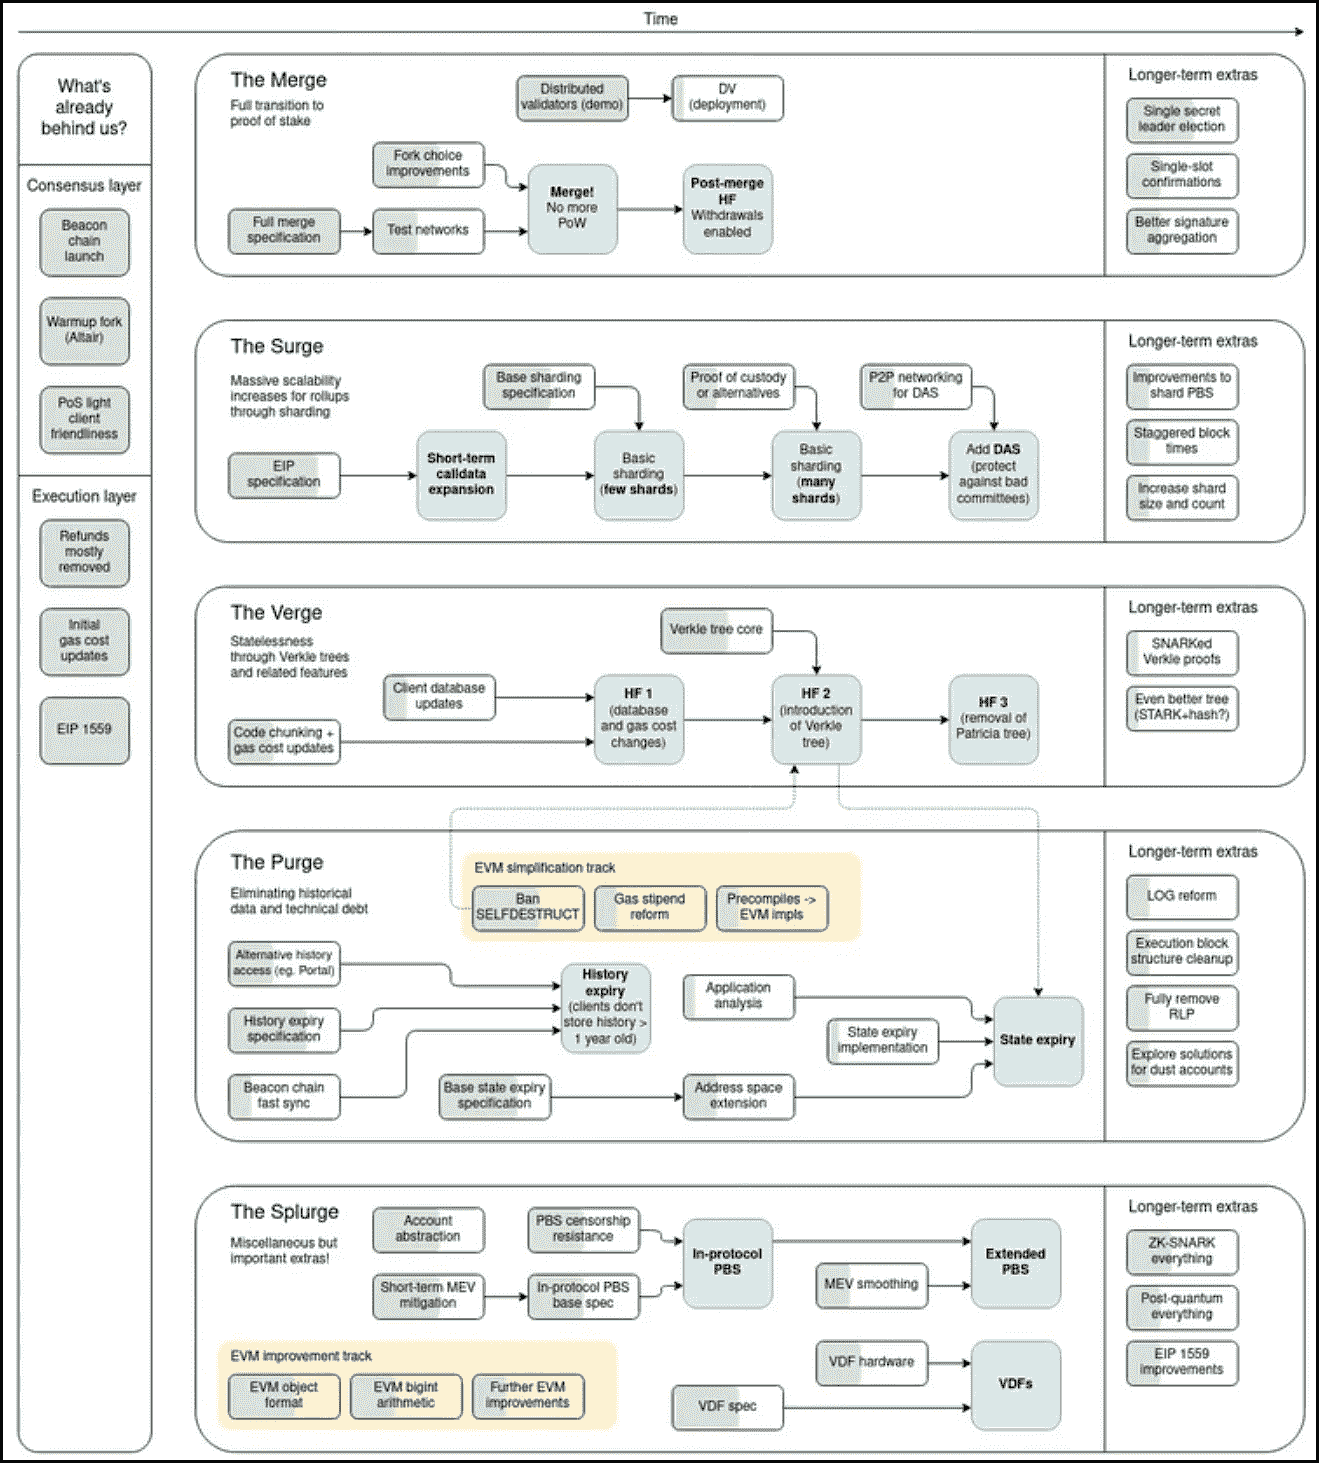 Time
What's
already
behind us?
Consensus layer
Beacon
chain
launch
Warmup fork
(Altair)
PoS light
client
friendliness
Execution layer
Refunds
mostly
removed
Initial
gas cost
updates
EIP 1559
The Merge
Full transition to
proof of stake
Distributed
validators (demo)
DV
(deployment)
Fork choice
improvements
Full merge
specification
Test networks
Merge!
No more
PoW
Post-merge
HF
Withdrawals
enabled
Longer-term extras
Single secret
leader election
Single-slot
confirmations
Better signature
aggregation
The Surge
Massive scalability
increases for rollups
through sharding
Base sharding
specification
Proof of custody
or alternatives
P2P networking
for DAS
EIP
specification
Short-term
calldata
expansion
Basic
sharding
(few shards)
Basic
sharding
(many
shards)
Add DAS
(protect
against bad
committees)
Longer-term extras
Improvements to
shard PBS
Staggered block
times
Increase shard
size and count
The Verge
Statelessness
through Verkle trees
and related features
Verkle tree core
Client database
updates
Code chunking +
gas cost updates
HF 1
(database
and gas cost
changes)
HF 2
(introduction
of Verkle
tree)
HF 3
(removal of
Patricia tree)
Longer-term extras
SNARKed
Verkle proofs
Even better tree
(STARK+hash?)
The Purge
Eliminating historical
data and technical debt
EVM simplification track
Ban
SELFDESTRUCT
Gas stipend
reform
Precompiles ->
EVM impls
Alternative history
access (eg. Portal)
History expiry
specification
Beacon chain
fast sync
History
expiry
(clients don't
store history >
1 year old)
Application
analysis
State expiry
implementation
Base state expiry
specification
Address space
extension
State expiry
Longer-term extras
LOG reform
Execution block
structure cleanup
Fully remove
RLP
Explore solutions
for dust accounts
The Splurge
Miscellaneous but
important extras!
Account
abstraction
PBS censorship
resistance
Short-term MEV
mitigation
In-protocol PBS
base spec
In-protocol
PBS
MEV smoothing
Extended
PBS
EVM improvement track
EVM object
format
EVM bigint
arithmetic
Further EVM
improvements
VDF hardware
VDF spec
VDFs
Longer-term extras
ZK-SNARK
everything
Post-quantum
everything
EIP 1559
improvements